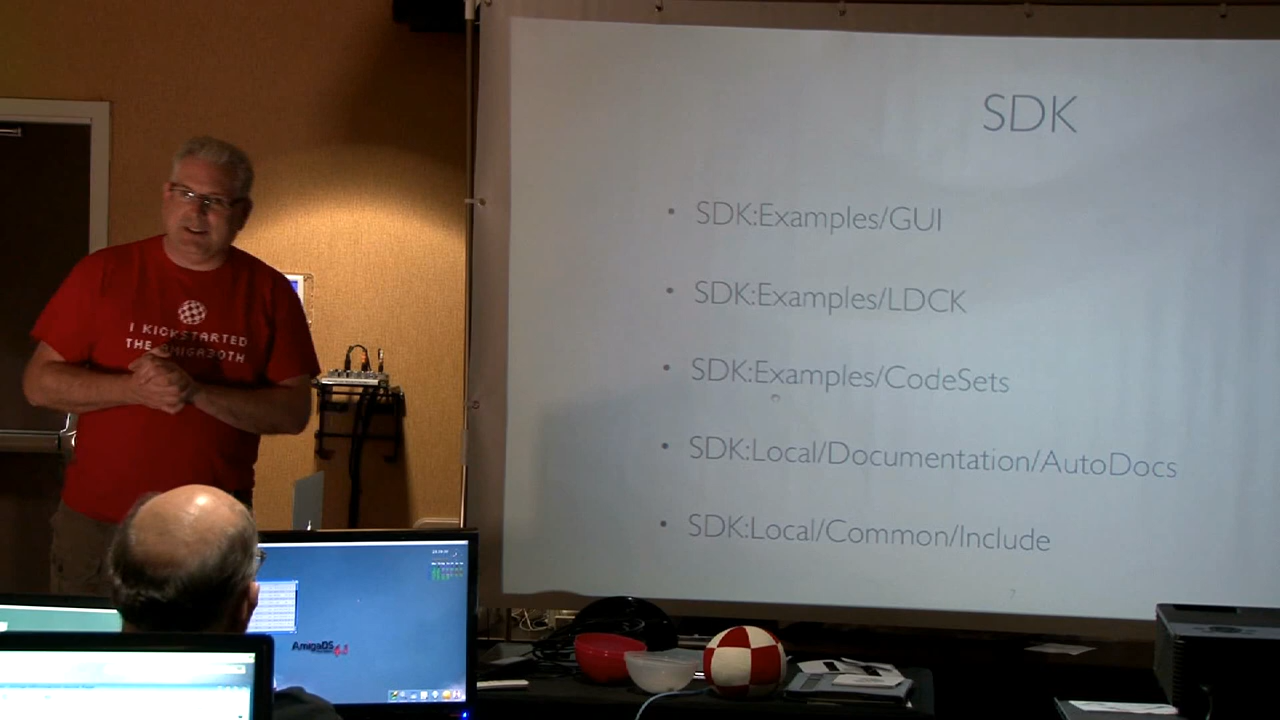 SDK
• SDK:Examples/GUI
• SDK:Examples/LDCK
• SDK:Examples/CodeSets
• SDK:Local/Documentation/AutoDocs
• SDK:Local/Common/Include
I KICKSTARTED
THE AMIGA30TH
AmigaOS